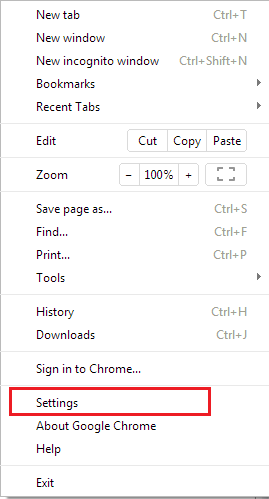 New tab Ctrl+T
New window Ctrl+N
New incognito window Ctrl+Shift+N
Bookmarks
Recent Tabs
Edit Cut Copy Paste
Zoom − 100% +
Save page as... Ctrl+S
Find... Ctrl+F
Print... Ctrl+P
Tools
History Ctrl+H
Downloads Ctrl+J
Sign in to Chrome...
Settings
About Google Chrome
Help
Exit